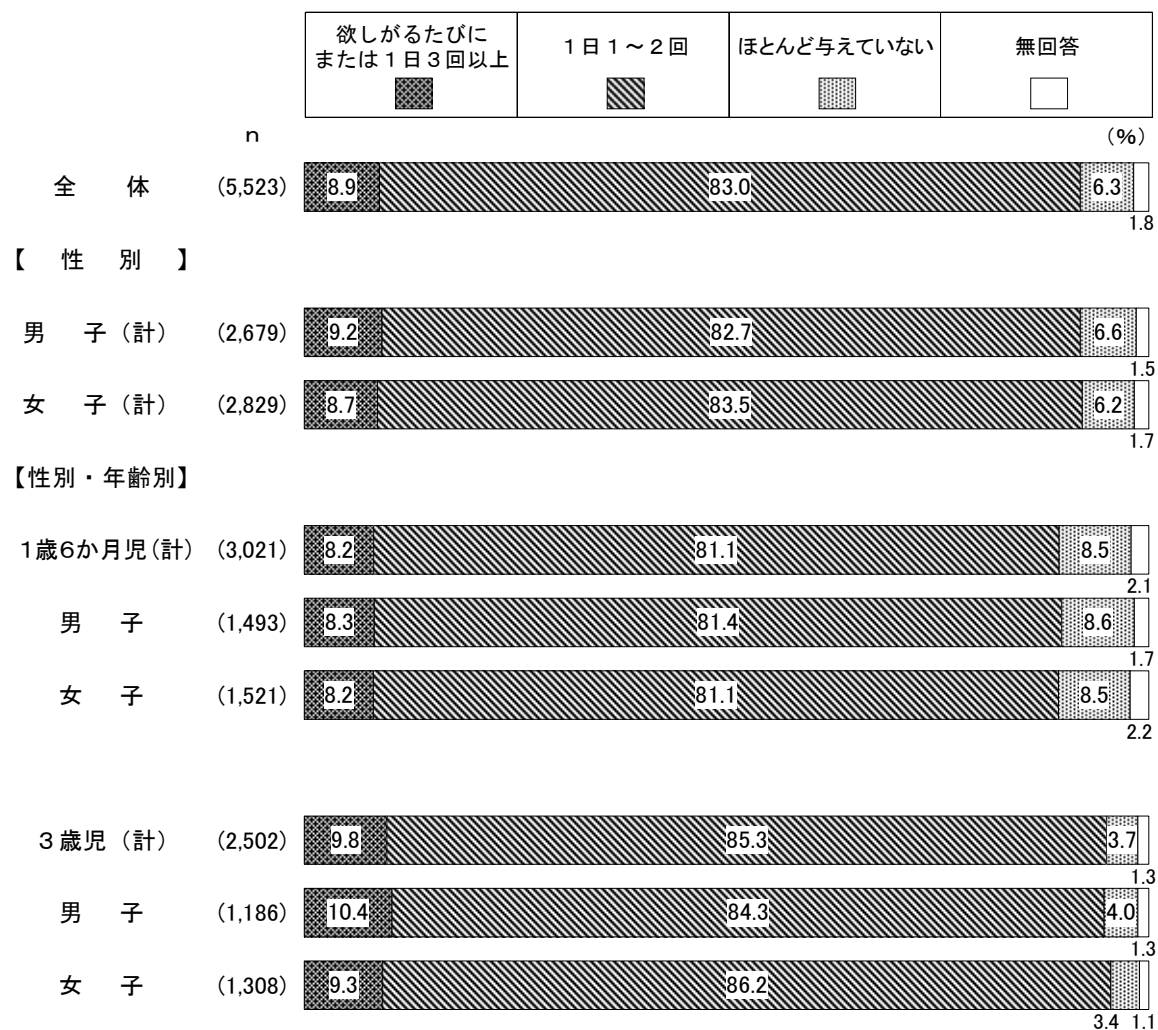 欲しがるたびに
または１日３回以上
１日１～２回
ほとんど与えていない
無回答
ｎ
(%)
全　体 (5,523) 8.9 83.0 6.3
1.8
【　性　別　】
男　子（計） (2,679) 9.2 82.7 6.6
1.5
女　子（計） (2,829) 8.7 83.5 6.2
1.7
【性別・年齢別】
１歳６か月児（計） (3,021) 8.2 81.1 8.5
2.1
男　子 (1,493) 8.3 81.4 8.6
1.7
女　子 (1,521) 8.2 81.1 8.5
2.2
３歳児（計） (2,502) 9.8 85.3 3.7
1.3
男　子 (1,186) 10.4 84.3 4.0
1.3
女　子 (1,308) 9.3 86.2
3.4 1.1